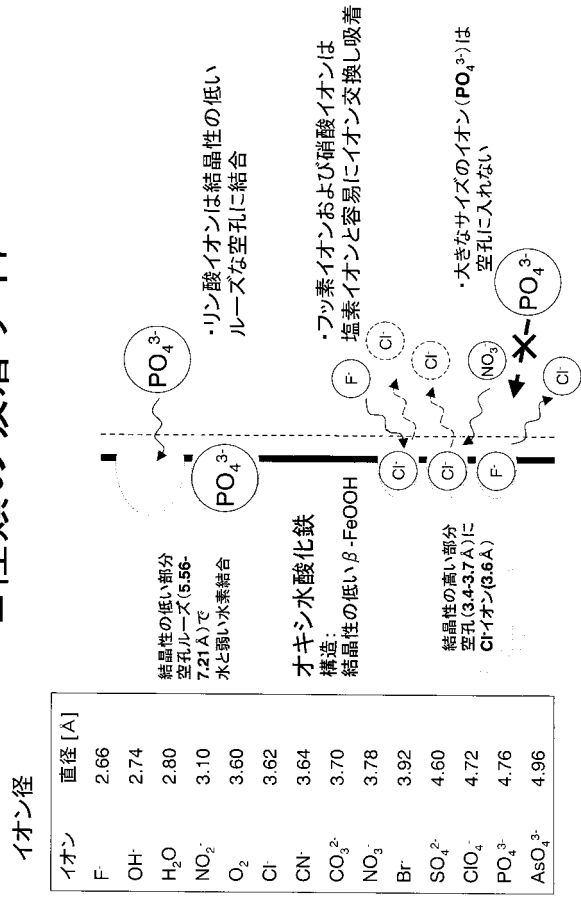 イオン径
イオン 直径 [Å]
F- 2.66
OH- 2.74
H₂O 2.80
NO₂- 3.10
O₂ 3.60
Cl- 3.62
CN- 3.64
CO₃²⁻ 3.70
NO₃- 3.78
Br- 3.92
SO₄²⁻ 4.60
ClO₄- 4.72
PO₄³⁻ 4.76
AsO₄³⁻ 4.96
結晶性の低い部分
空孔ルーズ(5.56-
7.21 Å)で
水と弱い水素結合
PO₄³⁻
PO₄³⁻
・リン酸イオンは結晶性の低い
ルーズな空孔に結合
オキシ水酸化鉄
構造:
結晶性の低いβ-FeOOH
結晶性の高い部分
空孔(3.4-3.7Å)に
Cl-イオン(3.6Å)
Cl-
Cl-
F-
F-
Cl-
Cl-
NO₃-
Cl-
PO₄³⁻
・フッ素イオンおよび硝酸イオンは
塩素イオンと容易にイオン交換し吸着
・大きなサイズのイオン(PO₄³⁻)は
空孔に入れない